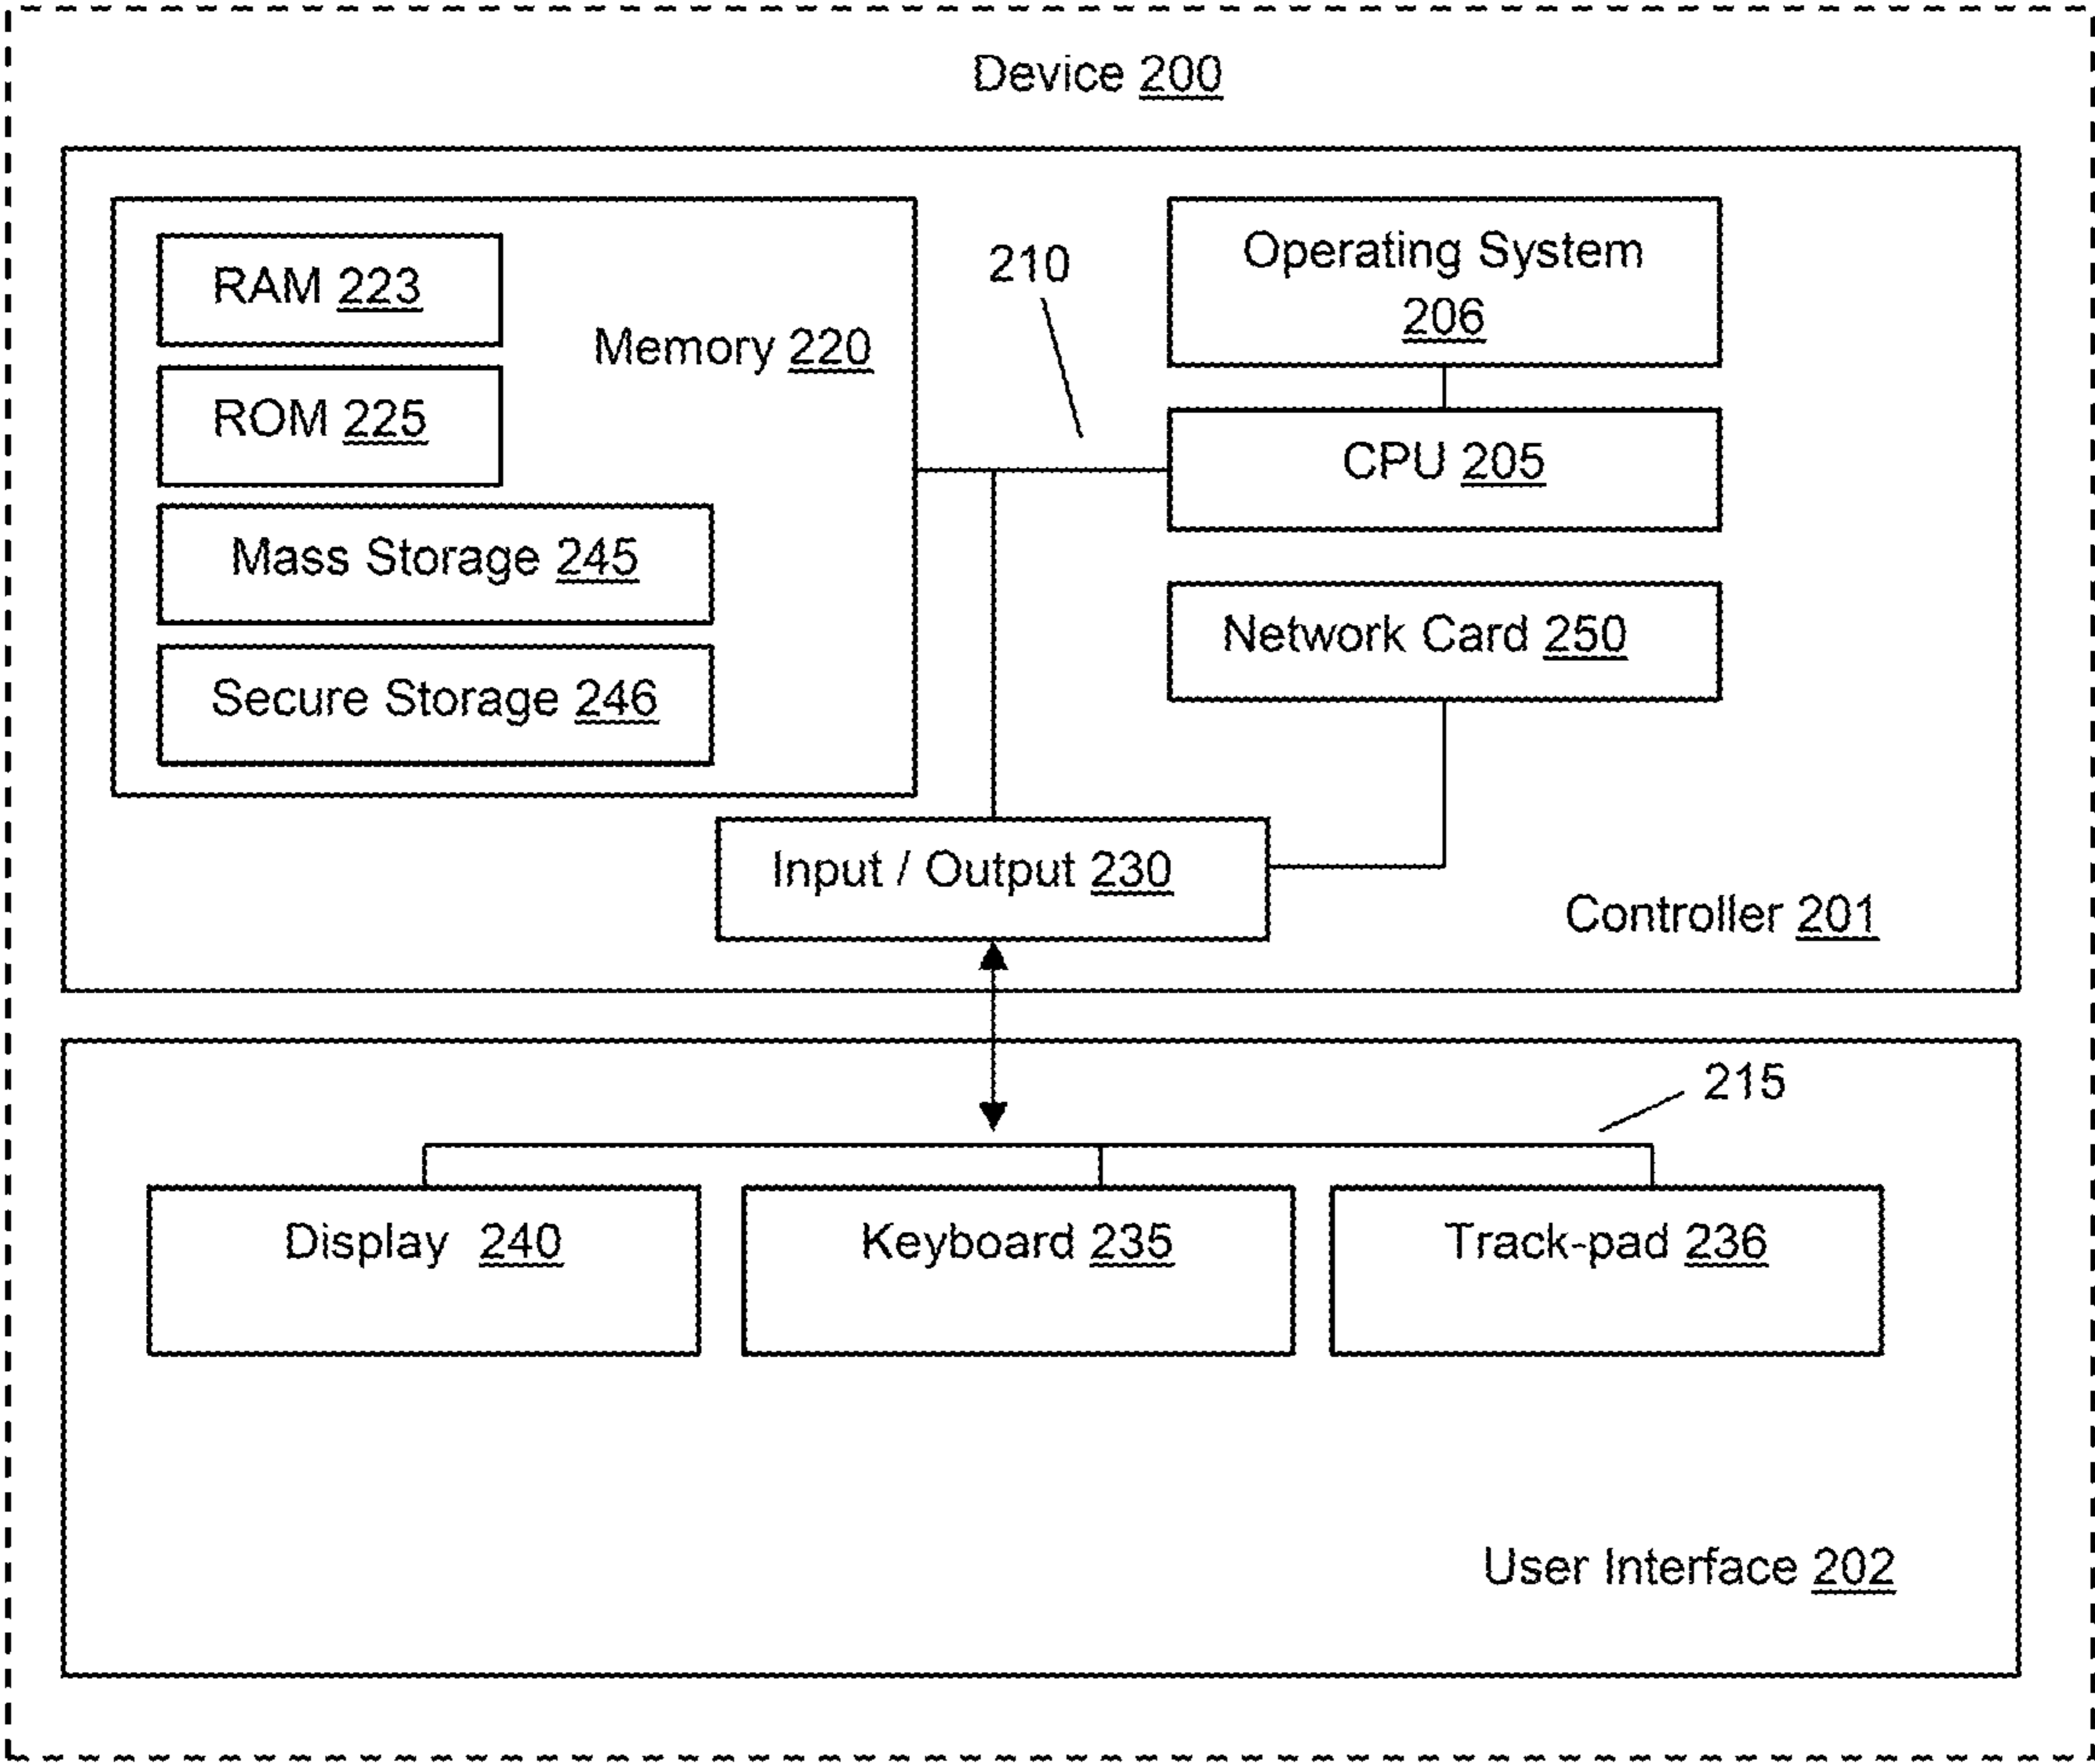 Device 200
RAM 223
Memory 220
ROM 225
Mass Storage 245
Secure Storage 246
210
Operating System
206
CPU 205
Network Card 250
Input / Output 230
Controller 201
215
Display 240
Keyboard 235
Track-pad 236
User Interface 202